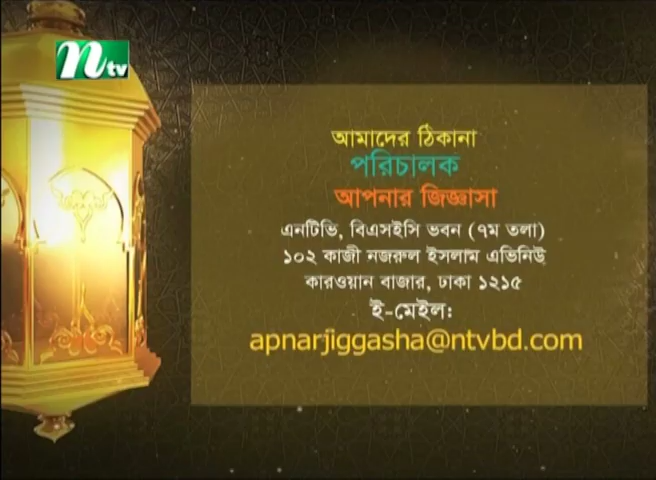 ntv
আমাদের ঠিকানা
পরিচালক
আপনার জিজ্ঞাসা
এনটিভি, বিএসইসি ভবন (৭ম তলা)
১০২ কাজী নজরুল ইসলাম এভিনিউ
কারওয়ান বাজার, ঢাকা ১২১৫
ই-মেইল:
apnarjiggasha@ntvbd.com